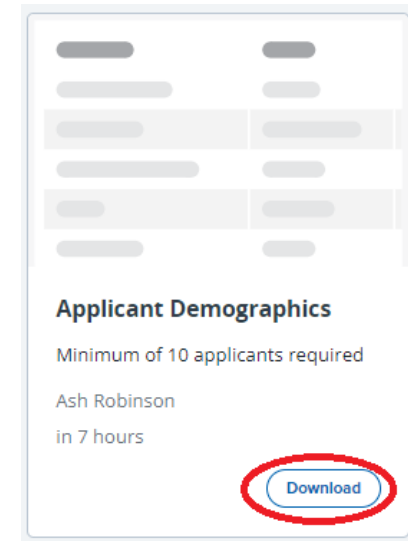 Applicant Demographics
Minimum of 10 applicants required
Ash Robinson
in 7 hours
Download